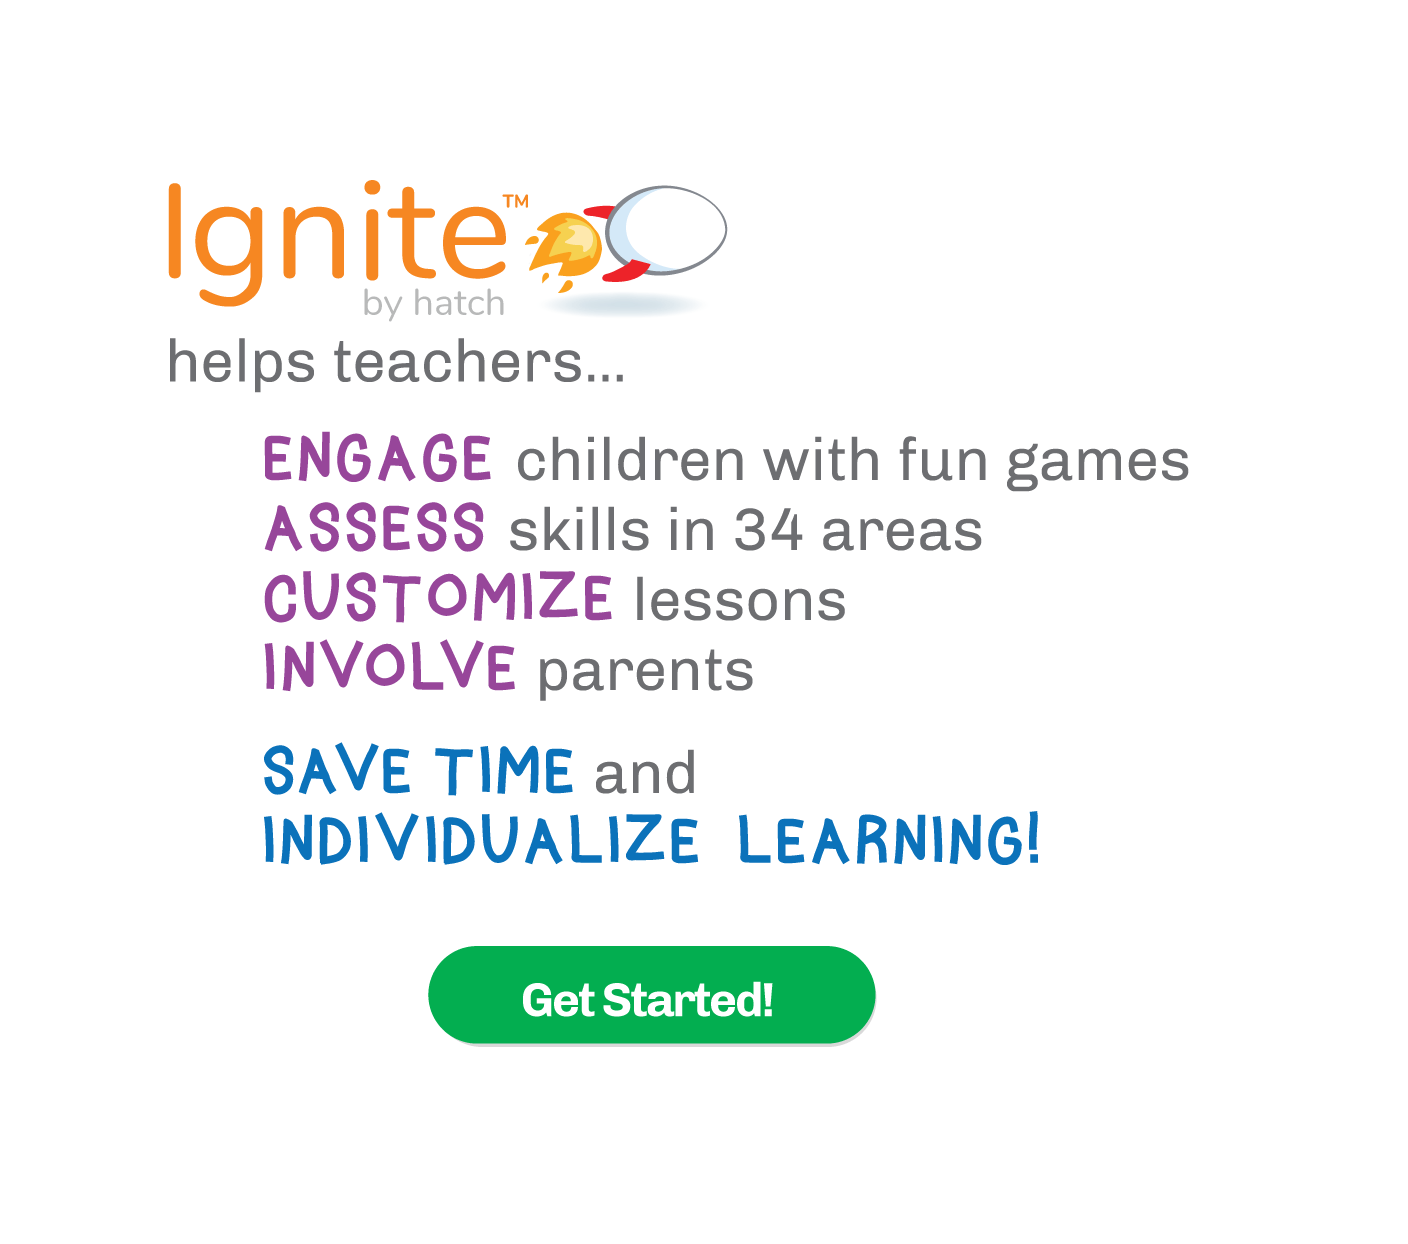 Ignite™
by hatch
helps teachers...
ENGAGE children with fun games
ASSESS skills in 34 areas
CUSTOMIZE lessons
INVOLVE parents
SAVE TIME and
INDIVIDUALIZE LEARNING!
Get Started!